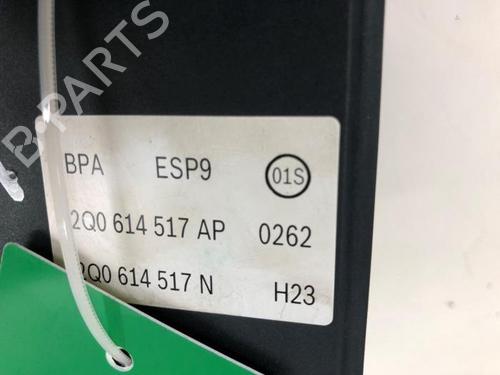 B-PARTS
BPA ESP9 01S
2Q0 614 517 AP 0262
2Q0 614 517 N H23